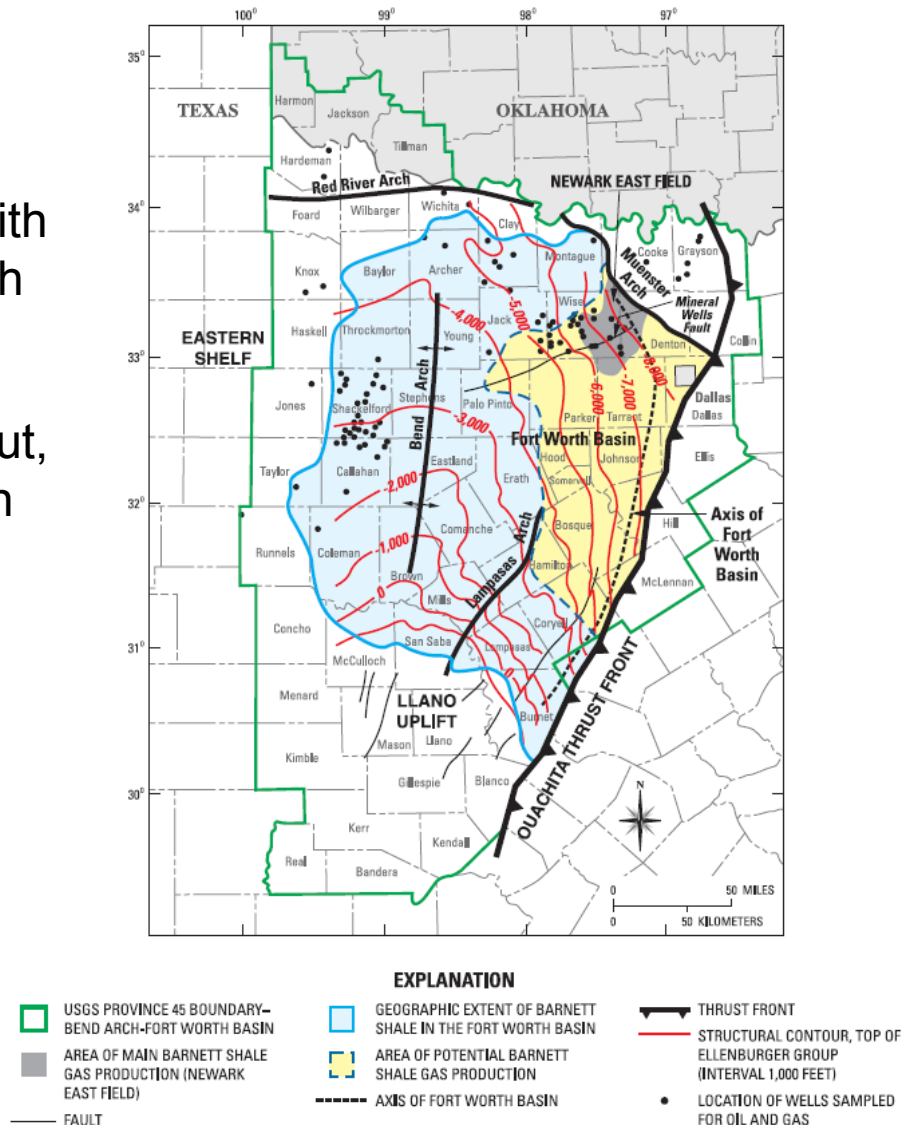 ith
h
ut,
n
100°
99°
98°
97°
35°
TEXAS
OKLAHOMA
Harmon
Jackson
Tillman
Hardeman
Red River Arch
NEWARK EAST FIELD
34°
Foard
Wilbarger
Wichita
Clay
Montague
Cooke
Grayson
Muenster
Arch
Knox
Baylor
Archer
-5,000
Wise
Mineral
Wells
Fault
Jack
-4,000
Haskell
Throckmorton
Young
Denton
Collin
EASTERN
SHELF
33°
-8,000
-7,000
-6,000
Jones
Shackelford
Stephens
Palo Pinto
Parker
Tarrant
Dallas
Dallas
Bend Arch
-3,000
Fort Worth Basin
Taylor
Callahan
Eastland
Hood
Johnson
Ellis
Erath
Somervell
-2,000
32°
Axis of
Fort
Worth
Basin
Bosque
Hill
Comanche
Runnels
Coleman
-1,000
Hamilton
Lampasas Arch
McLennan
Brown
0
Mills
Concho
Coryell
San Saba
Lampasas
31°
McCulloch
0
Menard
LLANO
UPLIFT
Burnet
OUACHITA THRUST FRONT
Mason
Llano
Kimble
Gillespie
Blanco
30°
N
Kerr
Kendall
Real
Bandera
0 50 MILES
0 50 KILOMETERS
EXPLANATION
USGS PROVINCE 45 BOUNDARY–
BEND ARCH-FORT WORTH BASIN
AREA OF MAIN BARNETT SHALE
GAS PRODUCTION (NEWARK
EAST FIELD)
FAULT
GEOGRAPHIC EXTENT OF BARNETT
SHALE IN THE FORT WORTH BASIN
AREA OF POTENTIAL BARNETT
SHALE GAS PRODUCTION
AXIS OF FORT WORTH BASIN
THRUST FRONT
STRUCTURAL CONTOUR, TOP OF
ELLENBURGER GROUP
(INTERVAL 1,000 FEET)
LOCATION OF WELLS SAMPLED
FOR OIL AND GAS